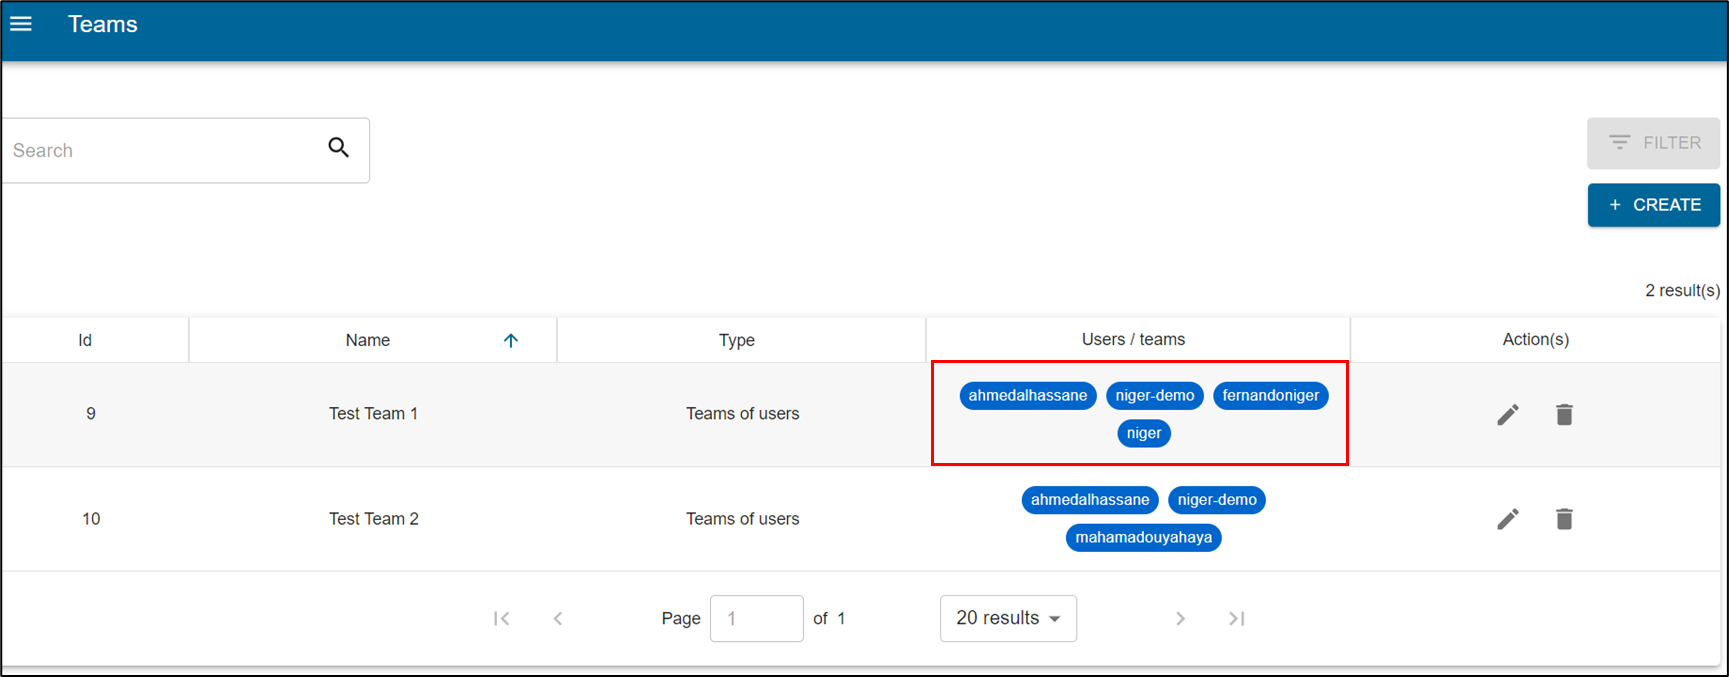 Teams
Search
FILTER
+ CREATE
2 result(s)
Id Name Type Users / teams Action(s)
9 Test Team 1 Teams of users ahmedalhassane niger-demo fernandoniger
niger
10 Test Team 2 Teams of users ahmedalhassane niger-demo
mahamadouyahaya
Page 1 of 1 20 results